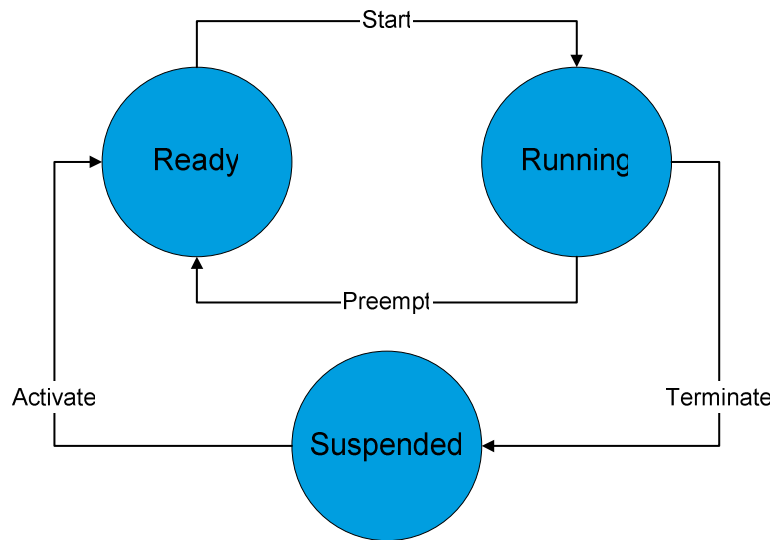 Start
Ready
Running
Preempt
Activate
Terminate
Suspended